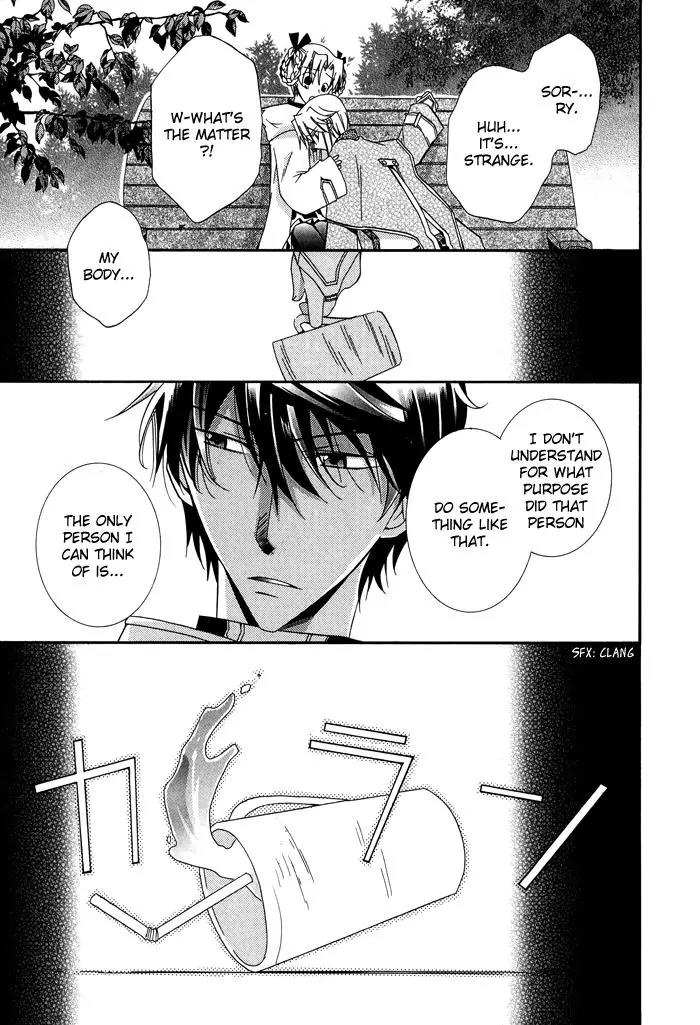 SOR-...
RY.
HUH...
IT'S...
STRANGE.
W-WHAT'S
THE MATTER
?!
MY
BODY...
I DON'T
UNDERSTAND
FOR WHAT
PURPOSE
DID THAT
PERSON
DO SOME-
THING LIKE
THAT.
THE ONLY
PERSON I
CAN THINK
OF IS...
SFX: CLANG
カラン